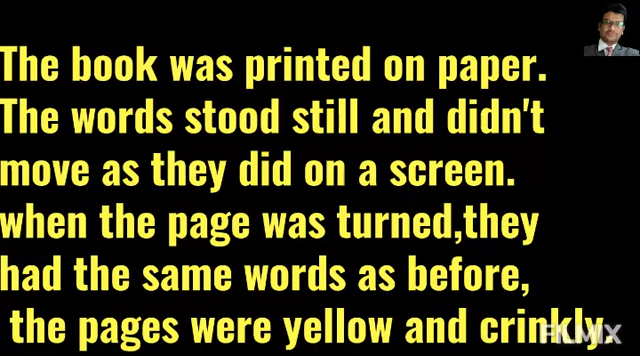 The book was printed on paper.
The words stood still and didn't
move as they did on a screen.
when the page was turned,they
had the same words as before,
the pages were yellow and crinkly.
FILMIX